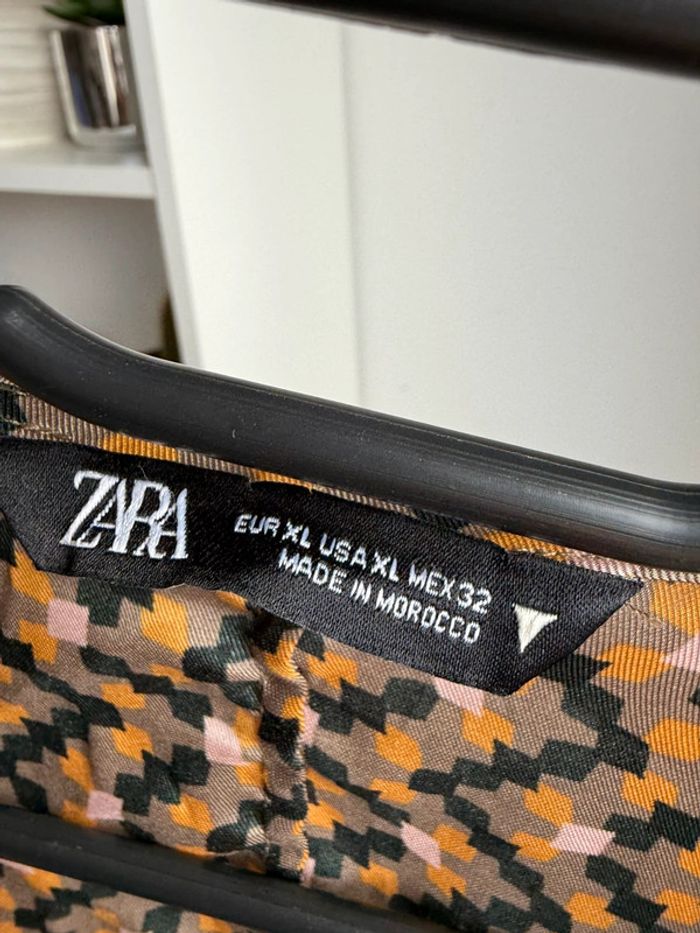 ZARA
EUR XL USA XL MEX 32
MADE IN MOROCCO